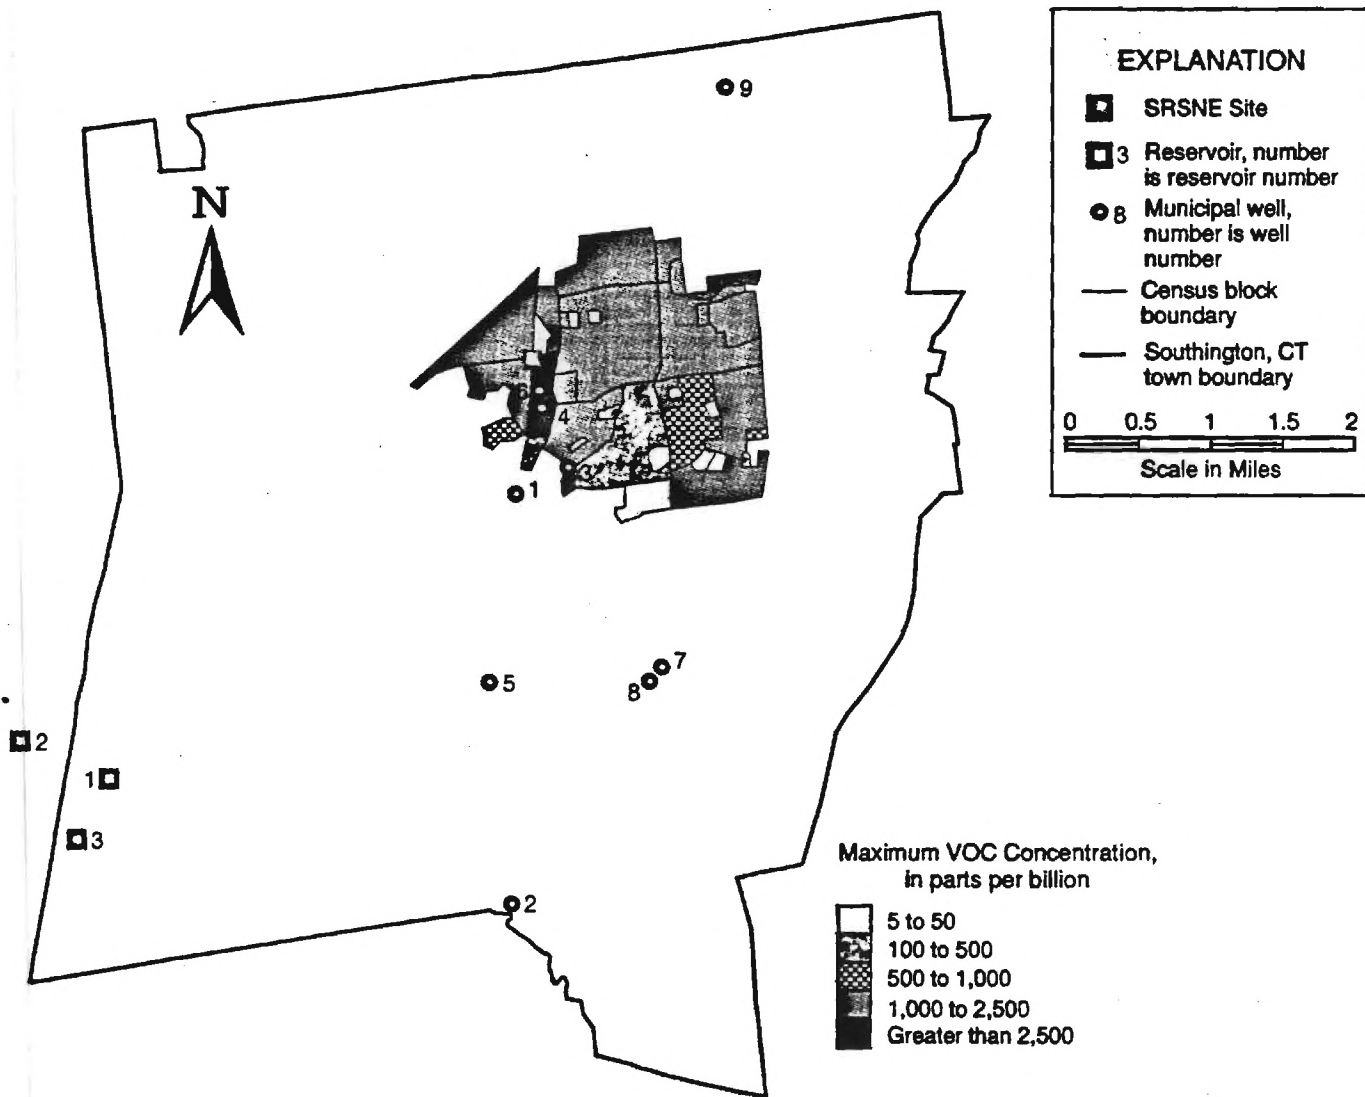 EXPLANATION
SRSNE Site
3 Reservoir, number
is reservoir number
8 Municipal well,
number is well
number
Census block
boundary
Southington, CT
town boundary
0 0.5 1 1.5 2
Scale in Miles
N
9
6
4
3
1
5
7
8
2
1
3
2
Maximum VOC Concentration,
in parts per billion
5 to 50
100 to 500
500 to 1,000
1,000 to 2,500
Greater than 2,500